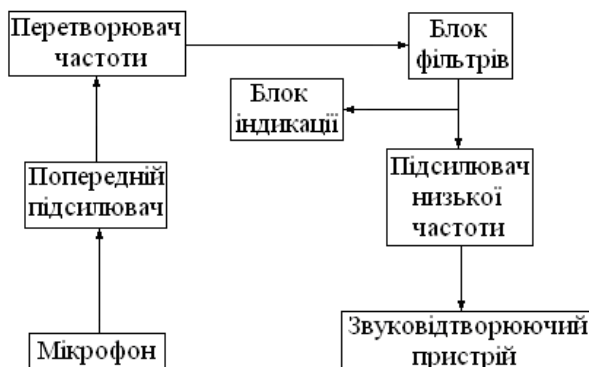 Перетворювач
частоти
Блок
фільтрів
Блок
індикації
Попередній
підсилювач
Підсилювач
низької
частоти
Мікрофон
Звуковідтворюючий
пристрій